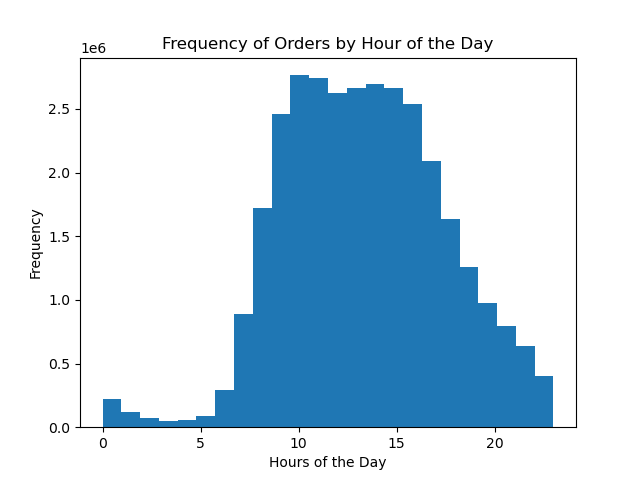 Frequency of Orders by Hour of the Day
1e6
2.5
2.0
1.5
1.0
0.5
0.0
Frequency
0 5 10 15 20
Hours of the Day